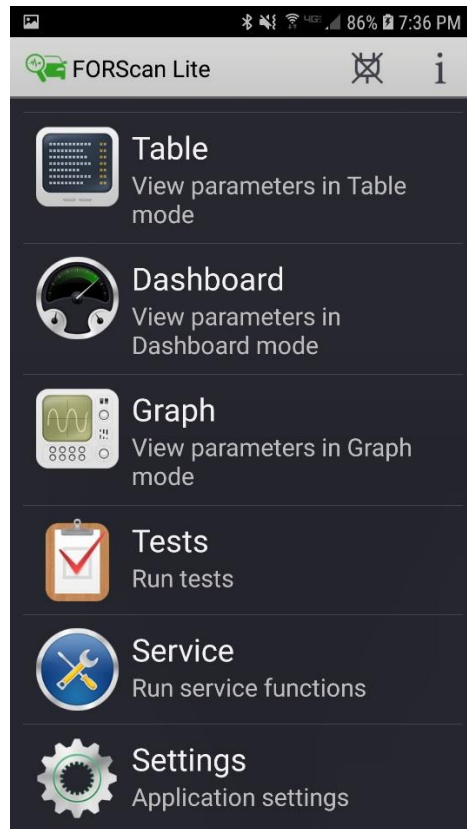 4G 86% 7:36 PM
FORScan Lite i
Table
View parameters in Table
mode
Dashboard
View parameters in
Dashboard mode
Graph
View parameters in Graph
mode
Tests
Run tests
Service
Run service functions
Settings
Application settings